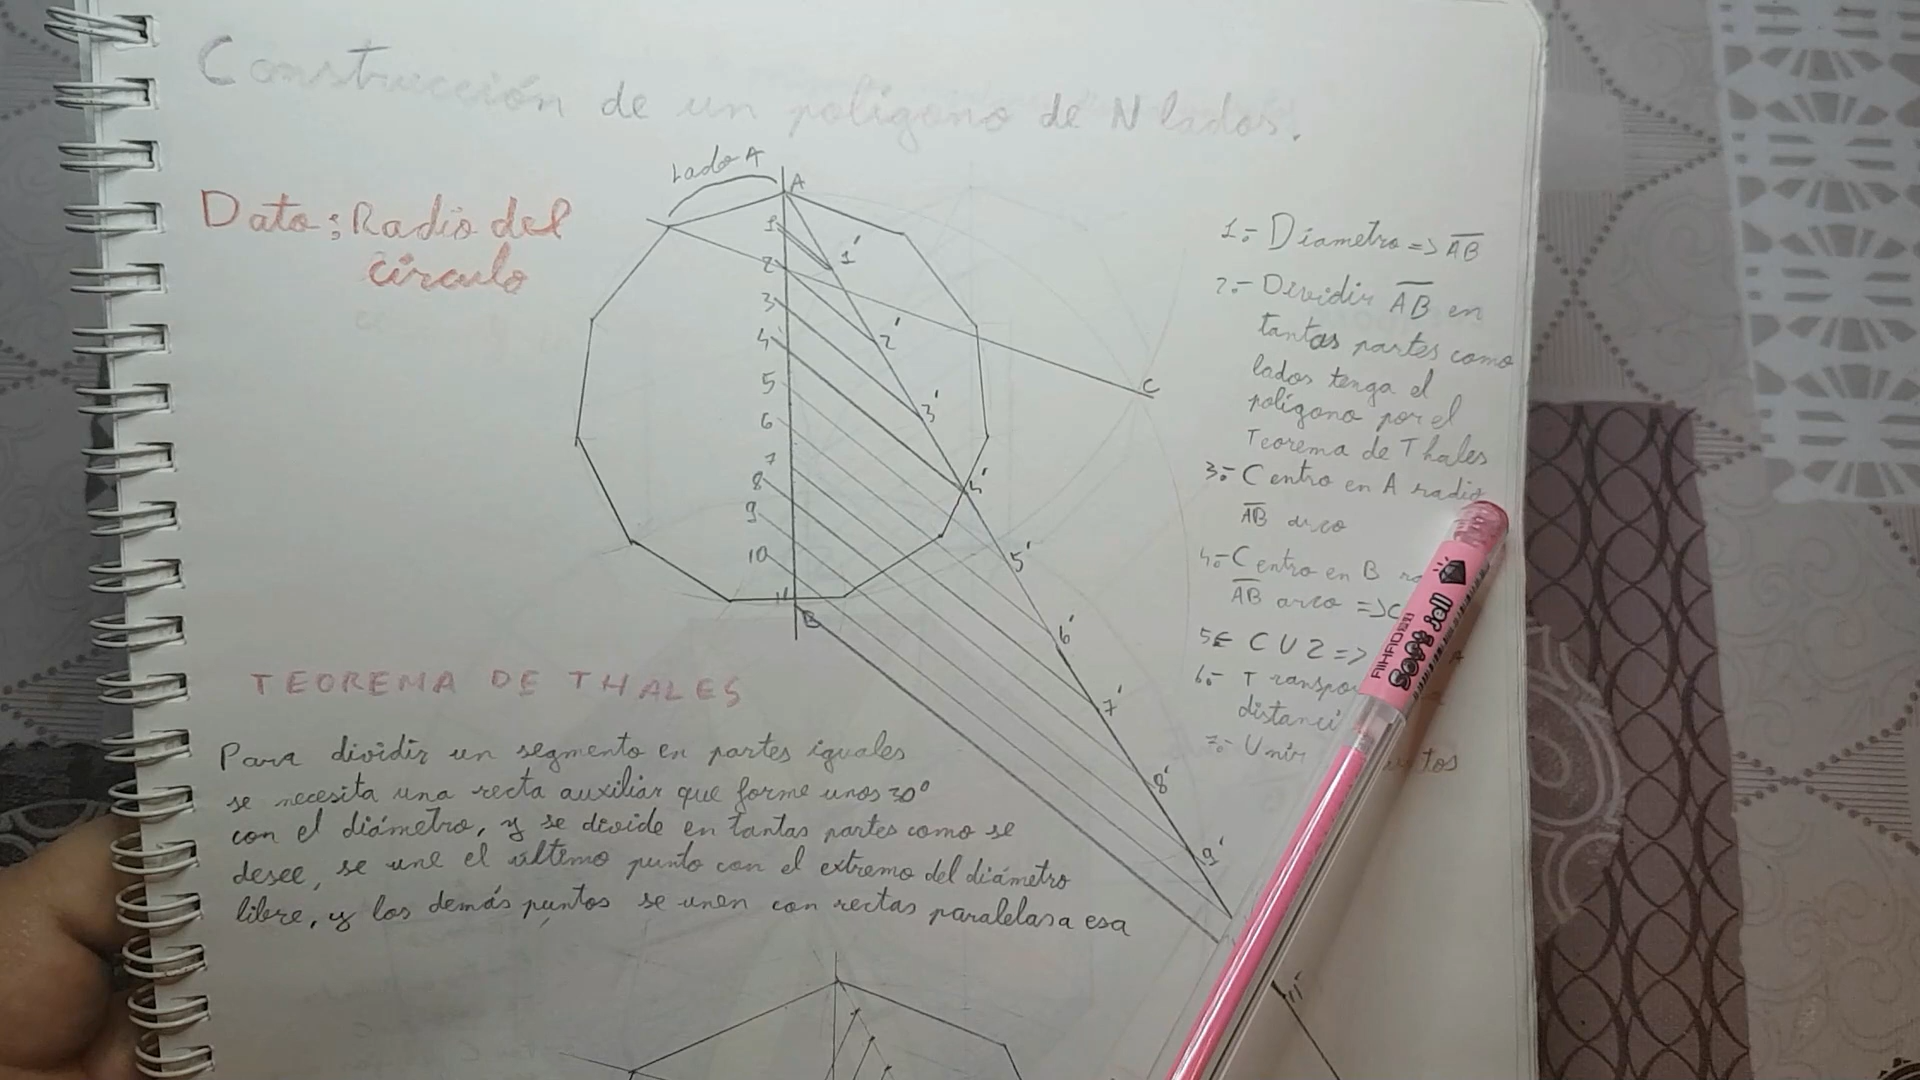 Construcción de un polígono de N lados.
Dato: Radio del
círculo
Lado A
A
1
2
3
4
5
6
7
8
9
10
11
B
1'
2'
3'
4'
5'
6'
7'
8'
9'
11'
C
1.- Diametro => AB
2.- Dividir AB en
tantas partes como
lados tenga el
polígono por el
Teorema de Thales
3.- Centro en A radio
AB arco
4.- Centro en B
AB arco => C
5.- C U 2 =>
6.-
7.- Unir
TEOREMA DE THALES
Para dividir un segmento en partes iguales
se necesita una recta auxiliar que forme unos 30°
con el diámetro, y se divide en tantas partes como se
desee, se une el último punto con el extremo del diámetro
libre, y los demás puntos se unen con rectas paralelas a esa
AIHAO
Soft jell